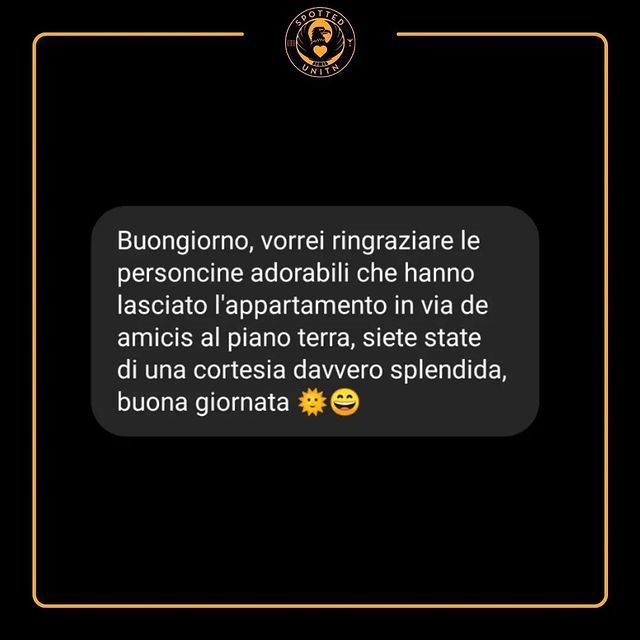 SPOTTED
UNITN
Buongiorno, vorrei ringraziare le
personcine adorabili che hanno
lasciato l'appartamento in via de
amicis al piano terra, siete state
di una cortesia davvero splendida,
buona giornata 🌞😄